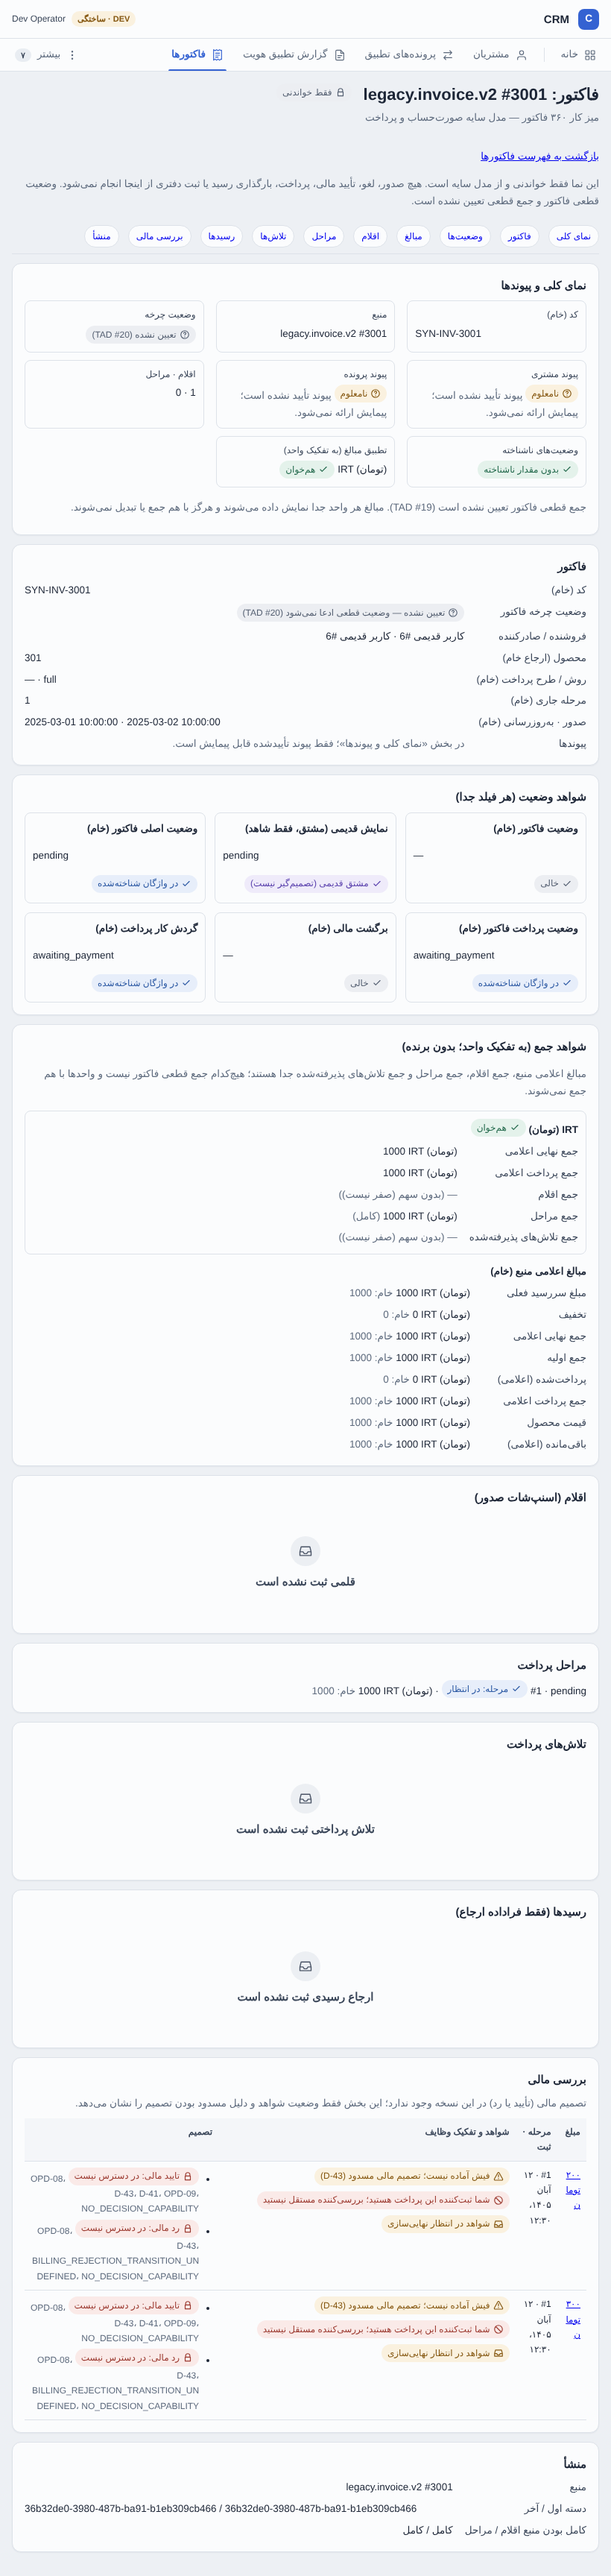 C CRM
DEV · ساختگی Dev Operator
خانه
مشتریان
پرونده‌های تطبیق
گزارش تطبیق هویت
فاکتورها
بیشتر ۷
فاکتور: legacy.invoice.v2 #3001
فقط خواندنی
میز کار ۳۶۰ فاکتور — مدل سایه صورت‌حساب و پرداخت
بازگشت به فهرست فاکتورها
این نما فقط خواندنی و از مدل سایه است. هیچ صدور، لغو، تأیید مالی، پرداخت، بارگذاری رسید یا ثبت دفتری از اینجا انجام نمی‌شود. وضعیت
قطعی فاکتور و جمع قطعی تعیین نشده است.
نمای کلی
فاکتور
وضعیت‌ها
مبالغ
اقلام
مراحل
تلاش‌ها
رسیدها
بررسی مالی
منشأ
نمای کلی و پیوندها
کد (خام)
SYN-INV-3001
منبع
legacy.invoice.v2 #3001
وضعیت چرخه
تعیین نشده (TAD #20)
پیوند مشتری
نامعلوم پیوند تأیید نشده است؛
پیمایش ارائه نمی‌شود.
پیوند پرونده
نامعلوم پیوند تأیید نشده است؛
پیمایش ارائه نمی‌شود.
اقلام · مراحل
0 · 1
وضعیت‌های ناشناخته
بدون مقدار ناشناخته
تطبیق مبالغ (به تفکیک واحد)
IRT (تومان) هم‌خوان
جمع قطعی فاکتور تعیین نشده است (TAD #19). مبالغ هر واحد جدا نمایش داده می‌شوند و هرگز با هم جمع یا تبدیل نمی‌شوند.
فاکتور
کد (خام) SYN-INV-3001
وضعیت چرخه فاکتور تعیین نشده — وضعیت قطعی ادعا نمی‌شود (TAD #20)
فروشنده / صادرکننده کاربر قدیمی #6 · کاربر قدیمی #6
محصول (ارجاع خام) 301
روش / طرح پرداخت (خام) — · full
مرحله جاری (خام) 1
صدور · به‌روزرسانی (خام) 2025-03-01 10:00:00 · 2025-03-02 10:00:00
پیوندها در بخش «نمای کلی و پیوندها»؛ فقط پیوند تأییدشده قابل پیمایش است.
شواهد وضعیت (هر فیلد جدا)
وضعیت فاکتور (خام)
—
خالی
نمایش قدیمی (مشتق، فقط شاهد)
pending
مشتق قدیمی (تصمیم‌گیر نیست)
وضعیت اصلی فاکتور (خام)
pending
در واژگان شناخته‌شده
وضعیت پرداخت فاکتور (خام)
awaiting_payment
در واژگان شناخته‌شده
برگشت مالی (خام)
—
خالی
گردش کار پرداخت (خام)
awaiting_payment
در واژگان شناخته‌شده
شواهد جمع (به تفکیک واحد؛ بدون برنده)
مبالغ اعلامی منبع، جمع اقلام، جمع مراحل و جمع تلاش‌های پذیرفته‌شده جدا هستند؛ هیچ‌کدام جمع قطعی فاکتور نیست و واحدها با هم
جمع نمی‌شوند.
IRT (تومان) هم‌خوان
جمع نهایی اعلامی 1000 IRT (تومان)
جمع پرداخت اعلامی 1000 IRT (تومان)
جمع اقلام — (بدون سهم (صفر نیست))
جمع مراحل 1000 IRT (تومان) (کامل)
جمع تلاش‌های پذیرفته‌شده — (بدون سهم (صفر نیست))
مبالغ اعلامی منبع (خام)
مبلغ سررسید فعلی 1000 IRT (تومان) خام: 1000
تخفیف 0 IRT (تومان) خام: 0
جمع نهایی اعلامی 1000 IRT (تومان) خام: 1000
جمع اولیه 1000 IRT (تومان) خام: 1000
پرداخت‌شده (اعلامی) 0 IRT (تومان) خام: 0
جمع پرداخت اعلامی 1000 IRT (تومان) خام: 1000
قیمت محصول 1000 IRT (تومان) خام: 1000
باقی‌مانده (اعلامی) 1000 IRT (تومان) خام: 1000
اقلام (اسنپ‌شات صدور)
قلمی ثبت نشده است
مراحل پرداخت
#1 · pending مرحله: در انتظار · 1000 IRT (تومان) خام: 1000
تلاش‌های پرداخت
تلاش پرداختی ثبت نشده است
رسیدها (فقط فراداده ارجاع)
ارجاع رسیدی ثبت نشده است
بررسی مالی
تصمیم مالی (تأیید یا رد) در این نسخه وجود ندارد؛ این بخش فقط وضعیت شواهد و دلیل مسدود بودن تصمیم را نشان می‌دهد.
مبلغ
مرحله ·
ثبت
شواهد و تفکیک وظایف
تصمیم
۲۰۰
توما
ن
#1 · ۱۲
آبان
۱۴۰۵،
۱۲:۳۰
فیش آماده نیست؛ تصمیم مالی مسدود (D-43)
شما ثبت‌کننده این پرداخت هستید؛ بررسی‌کننده مستقل نیستید
شواهد در انتظار نهایی‌سازی
تایید مالی: در دسترس نیست OPD-08،
D-43، D-41، OPD-09،
NO_DECISION_CAPABILITY
رد مالی: در دسترس نیست OPD-08،
D-43،
BILLING_REJECTION_TRANSITION_UN
DEFINED، NO_DECISION_CAPABILITY
۳۰۰
توما
ن
#1 · ۱۲
آبان
۱۴۰۵،
۱۲:۳۰
فیش آماده نیست؛ تصمیم مالی مسدود (D-43)
شما ثبت‌کننده این پرداخت هستید؛ بررسی‌کننده مستقل نیستید
شواهد در انتظار نهایی‌سازی
تایید مالی: در دسترس نیست OPD-08،
D-43، D-41، OPD-09،
NO_DECISION_CAPABILITY
رد مالی: در دسترس نیست OPD-08،
D-43،
BILLING_REJECTION_TRANSITION_UN
DEFINED، NO_DECISION_CAPABILITY
منشأ
منبع legacy.invoice.v2 #3001
دسته اول / آخر 36b32de0-3980-487b-ba91-b1eb309cb466 / 36b32de0-3980-487b-ba91-b1eb309cb466
کامل بودن منبع اقلام / مراحل کامل / کامل